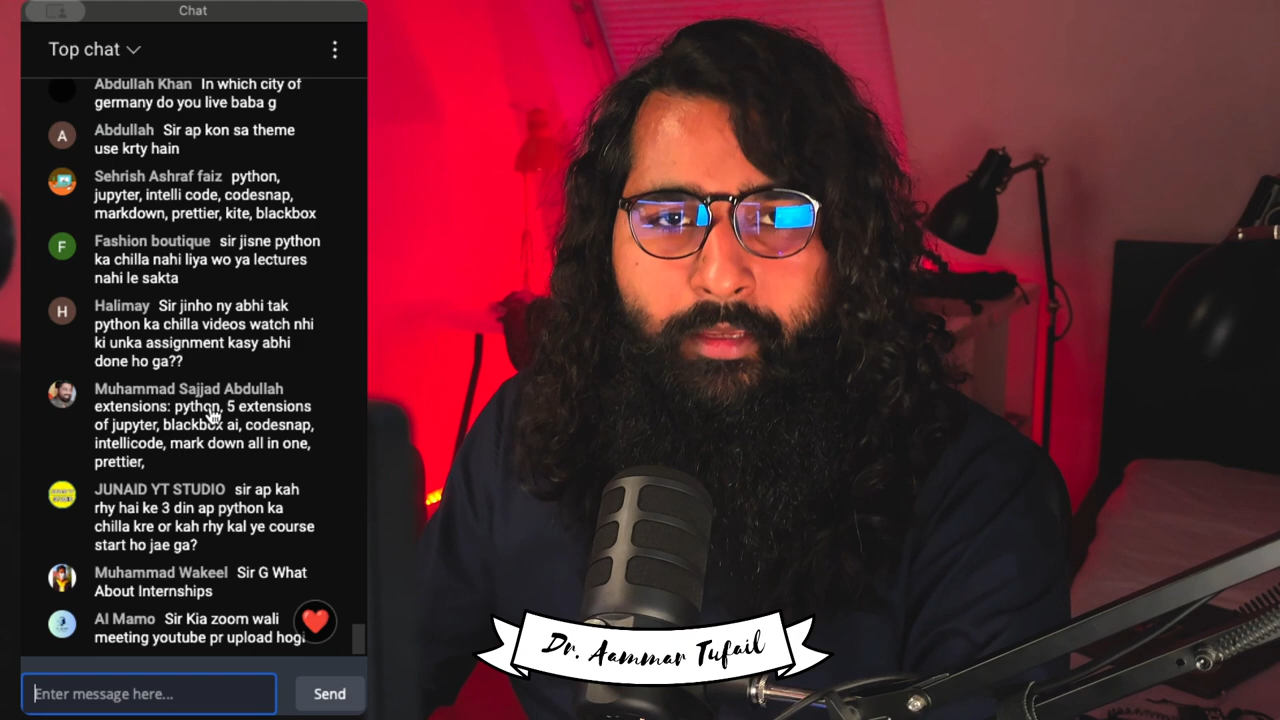 Chat
Top chat
Abdullah Khan In which city of
germany do you live baba g
A
Abdullah Sir ap kon sa theme
use krty hain
Sehrish Ashraf faiz python,
jupyter, intelli code, codesnap,
markdown, prettier, kite, blackbox
F
Fashion boutique sir jisne python
ka chilla nahi liya wo ya lectures
nahi le sakta
H
Halimay Sir jinho ny abhi tak
python ka chilla videos watch nhi
ki unka assignment kasy abhi
done ho ga??
Muhammad Sajjad Abdullah
extensions: python, 5 extensions
of jupyter, blackbox ai, codesnap,
intellicode, mark down all in one,
prettier,
JUNAID YT STUDIO sir ap kah
rhy hai ke 3 din ap python ka
chilla kre or kah rhy kal ye course
start ho jae ga?
Muhammad Wakeel Sir G What
About Internships
Al Mamo Sir Kia zoom wali
meeting youtube pr upload hogi
Enter message here...
Send
Dr. Aammar Tufail